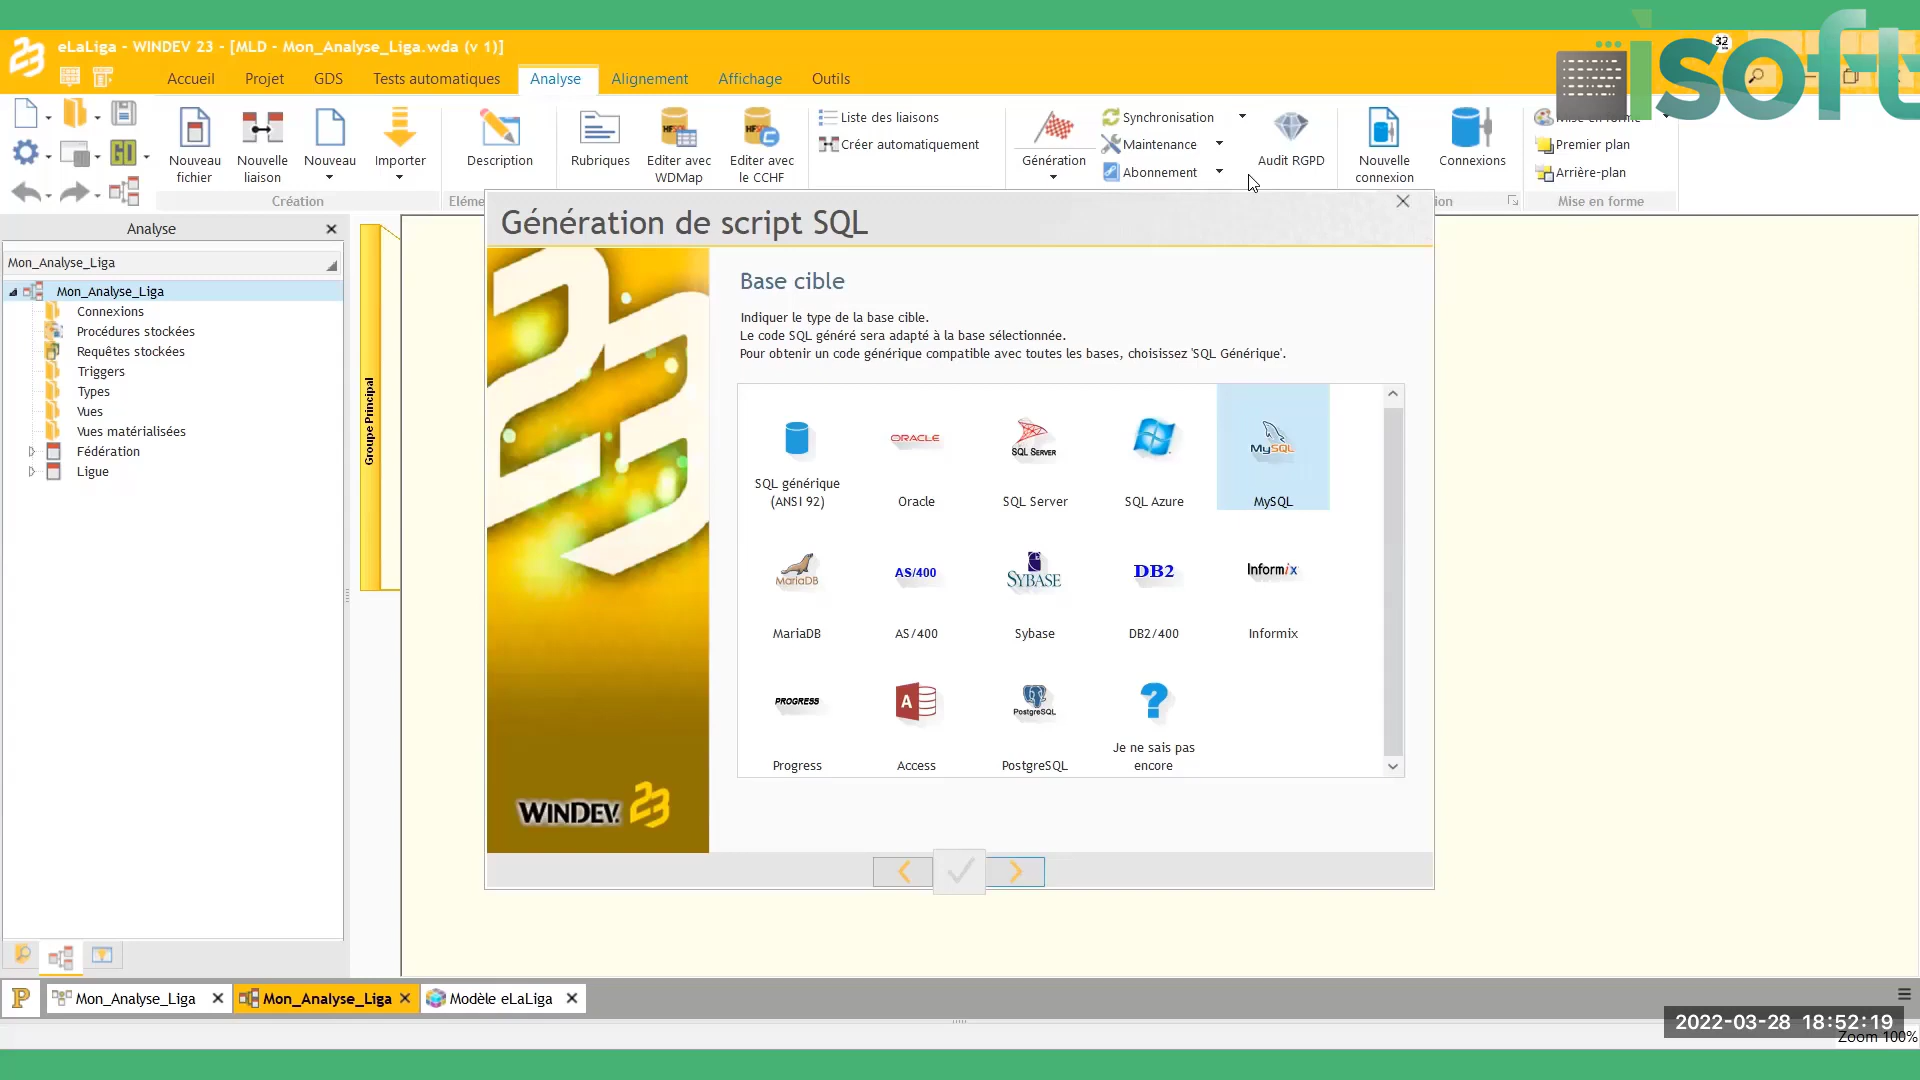 eLaLiga - WINDEV 23 - [MLD - Mon_Analyse_Liga.wda (v 1)]
32
isoft
Accueil
Projet
GDS
Tests automatiques
Analyse
Alignement
Affichage
Outils
Nouveau fichier
Nouvelle liaison
Nouveau
Importer
Création
Description
Rubriques
Editer avec WDMap
Editer avec le CCHF
Liste des liaisons
Créer automatiquement
Génération
Synchronisation
Maintenance
Abonnement
Audit RGPD
Nouvelle connexion
Connexions
Premier plan
Arrière-plan
Mise en forme
Analyse
Mon_Analyse_Liga
Mon_Analyse_Liga
Connexions
Procédures stockées
Requêtes stockées
Triggers
Types
Vues
Vues matérialisées
Fédération
Ligue
Groupe Principal
Génération de script SQL
Base cible
Indiquer le type de la base cible.
Le code SQL généré sera adapté à la base sélectionnée.
Pour obtenir un code générique compatible avec toutes les bases, choisissez 'SQL Générique'.
SQL générique (ANSI 92)
ORACLE
Oracle
SQL SERVER
SQL Server
SQL Azure
MySQL
MySQL
MariaDB
MariaDB
AS/400
AS/400
SYBASE
Sybase
DB2
DB2/400
Informix
Informix
PROGRESS
Progress
A
Access
PostgreSQL
PostgreSQL
?
Je ne sais pas encore
WINDEV. 23
Mon_Analyse_Liga
Mon_Analyse_Liga
Modèle eLaLiga
2022-03-28 18:52:19
Zoom 100%